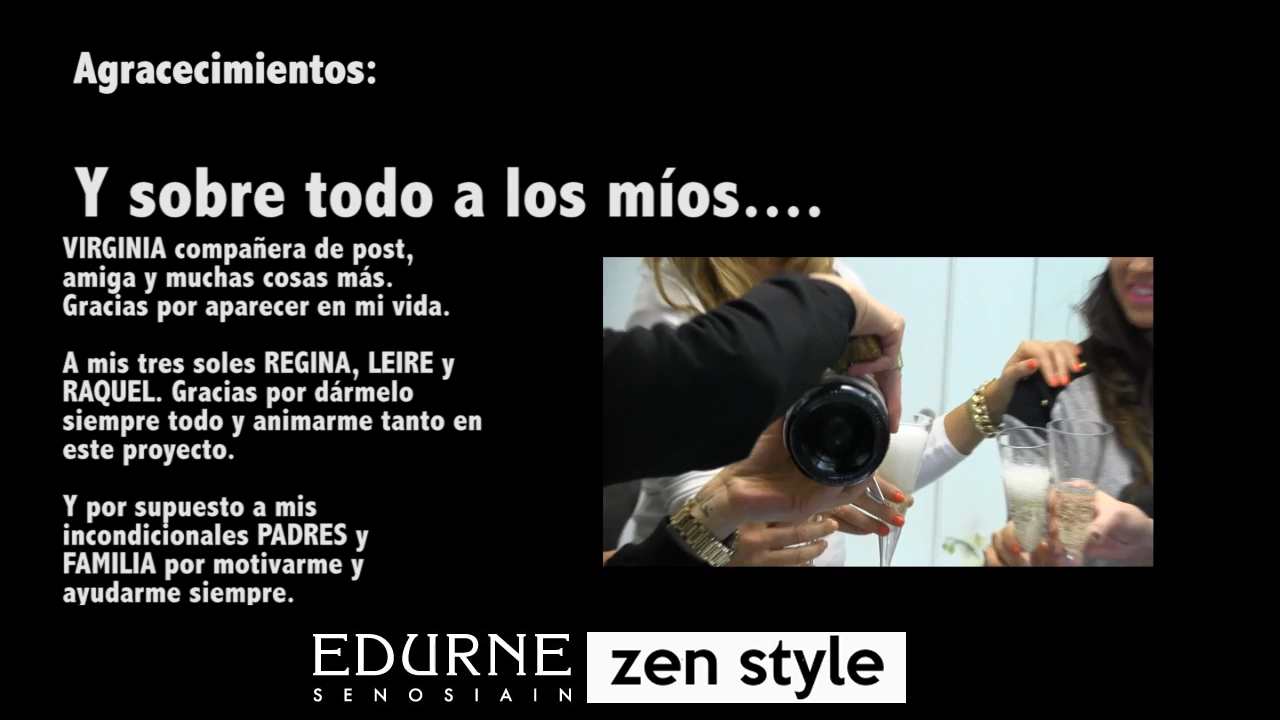 Agracecimientos:
Y sobre todo a los míos....
VIRGINIA compañera de post,
amiga y muchas cosas más.
Gracias por aparecer en mi vida.
A mis tres soles REGINA, LEIRE y
RAQUEL. Gracias por dármelo
siempre todo y animarme tanto en
este proyecto.
Y por supuesto a mis
incondicionales PADRES y
FAMILIA por motivarme y
ayudarme siempre.
EDURNE
SENOSIAIN
zen style